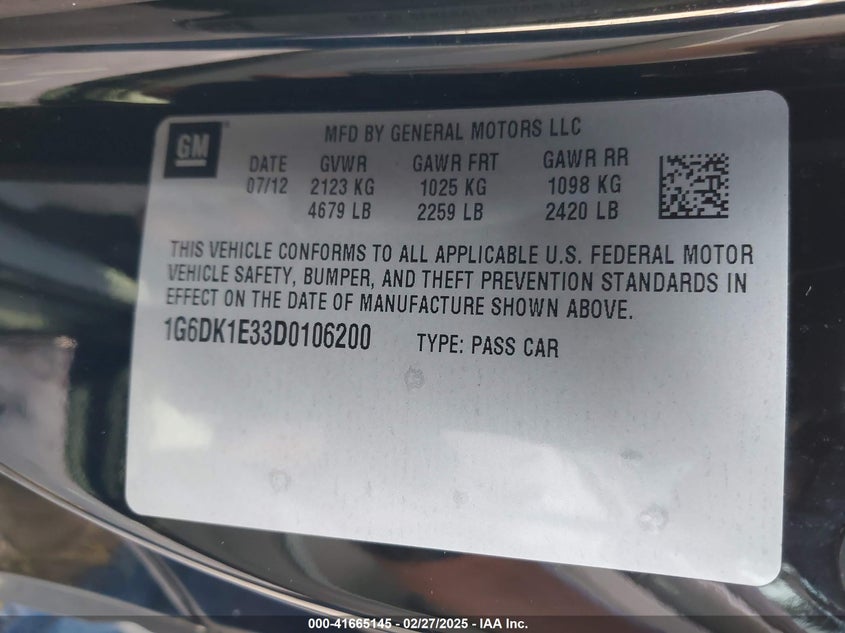 GM
MFD BY GENERAL MOTORS LLC
DATE GVWR GAWR FRT GAWR RR
07/12 2123 KG 1025 KG 1098 KG
4679 LB 2259 LB 2420 LB
THIS VEHICLE CONFORMS TO ALL APPLICABLE U.S. FEDERAL MOTOR
VEHICLE SAFETY, BUMPER, AND THEFT PREVENTION STANDARDS IN
EFFECT ON THE DATE OF MANUFACTURE SHOWN ABOVE.
1G6DK1E33D0106200 TYPE: PASS CAR
000-41665145 - 02/27/2025 - IAA Inc.